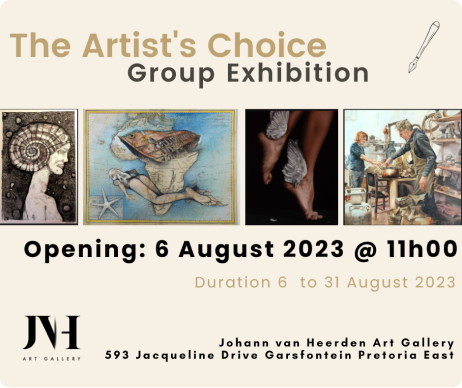 The Artist's Choice
Group Exhibition
Opening: 6 August 2023 @ 11h00
Duration 6 to 31 August 2023
JVH
ART GALLERY
Johann van Heerden Art Gallery
593 Jacqueline Drive Garsfontein Pretoria East